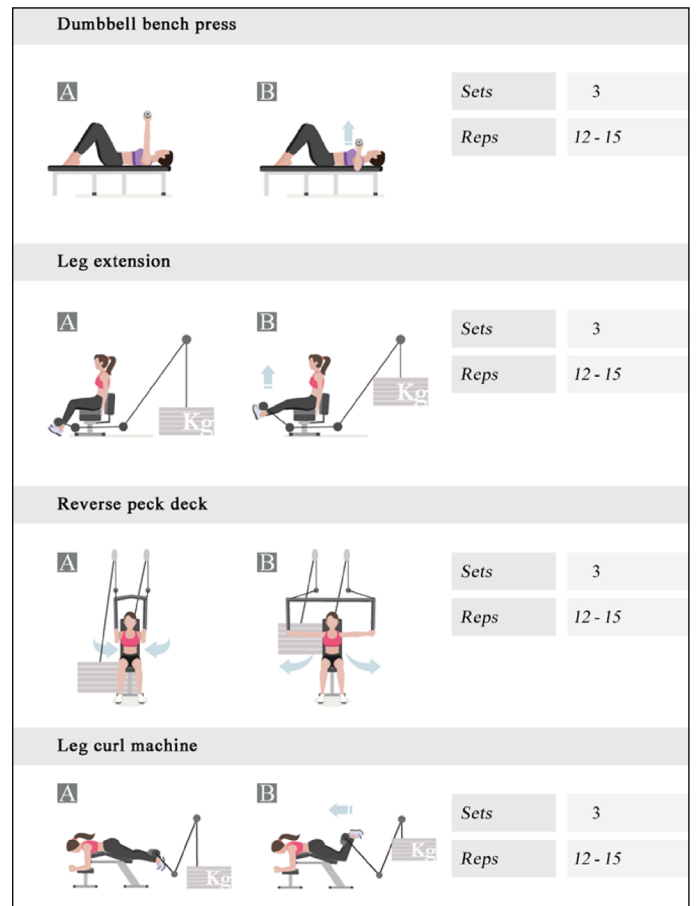 Dumbbell bench press
A
B
Sets 3
Reps 12 - 15
Leg extension
A
B
Sets 3
Reps 12 - 15
Kg
Kg
Reverse peck deck
A
B
Sets 3
Reps 12 - 15
Leg curl machine
A
B
Sets 3
Reps 12 - 15
Kg
Kg